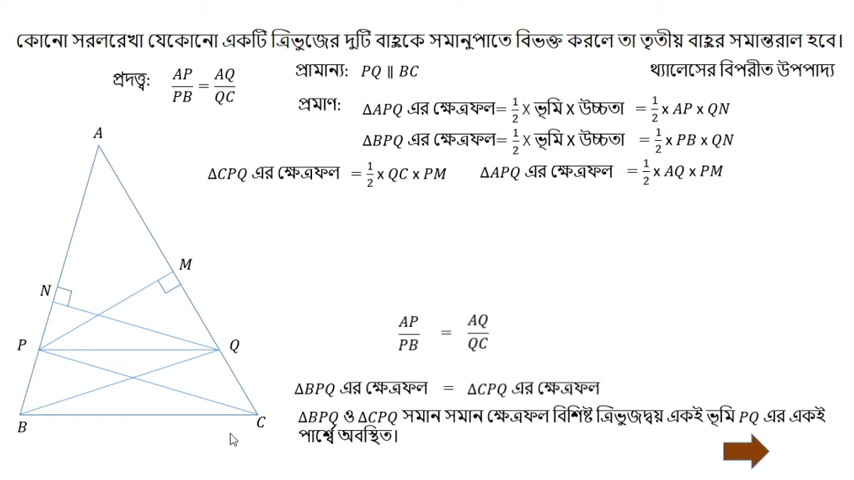 কোনো সরলরেখা যেকোনো একটি ত্রিভুজের দুটি বাহুকে সমানুপাতে বিভক্ত করলে তা তৃতীয় বাহুর সমান্তরাল হবে।
প্রদত্ত: AP/PB = AQ/QC
প্রামান্য: PQ ∥ BC
থ্যালেসের বিপরীত উপপাদ্য
প্রমাণ: ΔAPQ এর ক্ষেত্রফল= 1/2 X ভূমি X উচ্চতা = 1/2 x AP x QN
ΔBPQ এর ক্ষেত্রফল= 1/2 X ভূমি X উচ্চতা = 1/2 x PB x QN
ΔCPQ এর ক্ষেত্রফল = 1/2 x QC x PM
ΔAPQ এর ক্ষেত্রফল = 1/2 x AQ x PM
A
M
N
P
Q
B
C
AP/PB = AQ/QC
ΔBPQ এর ক্ষেত্রফল = ΔCPQ এর ক্ষেত্রফল
ΔBPQ ও ΔCPQ সমান সমান ক্ষেত্রফল বিশিষ্ট ত্রিভুজদ্বয় একই ভূমি PQ এর একই
পার্শ্বে অবস্থিত।